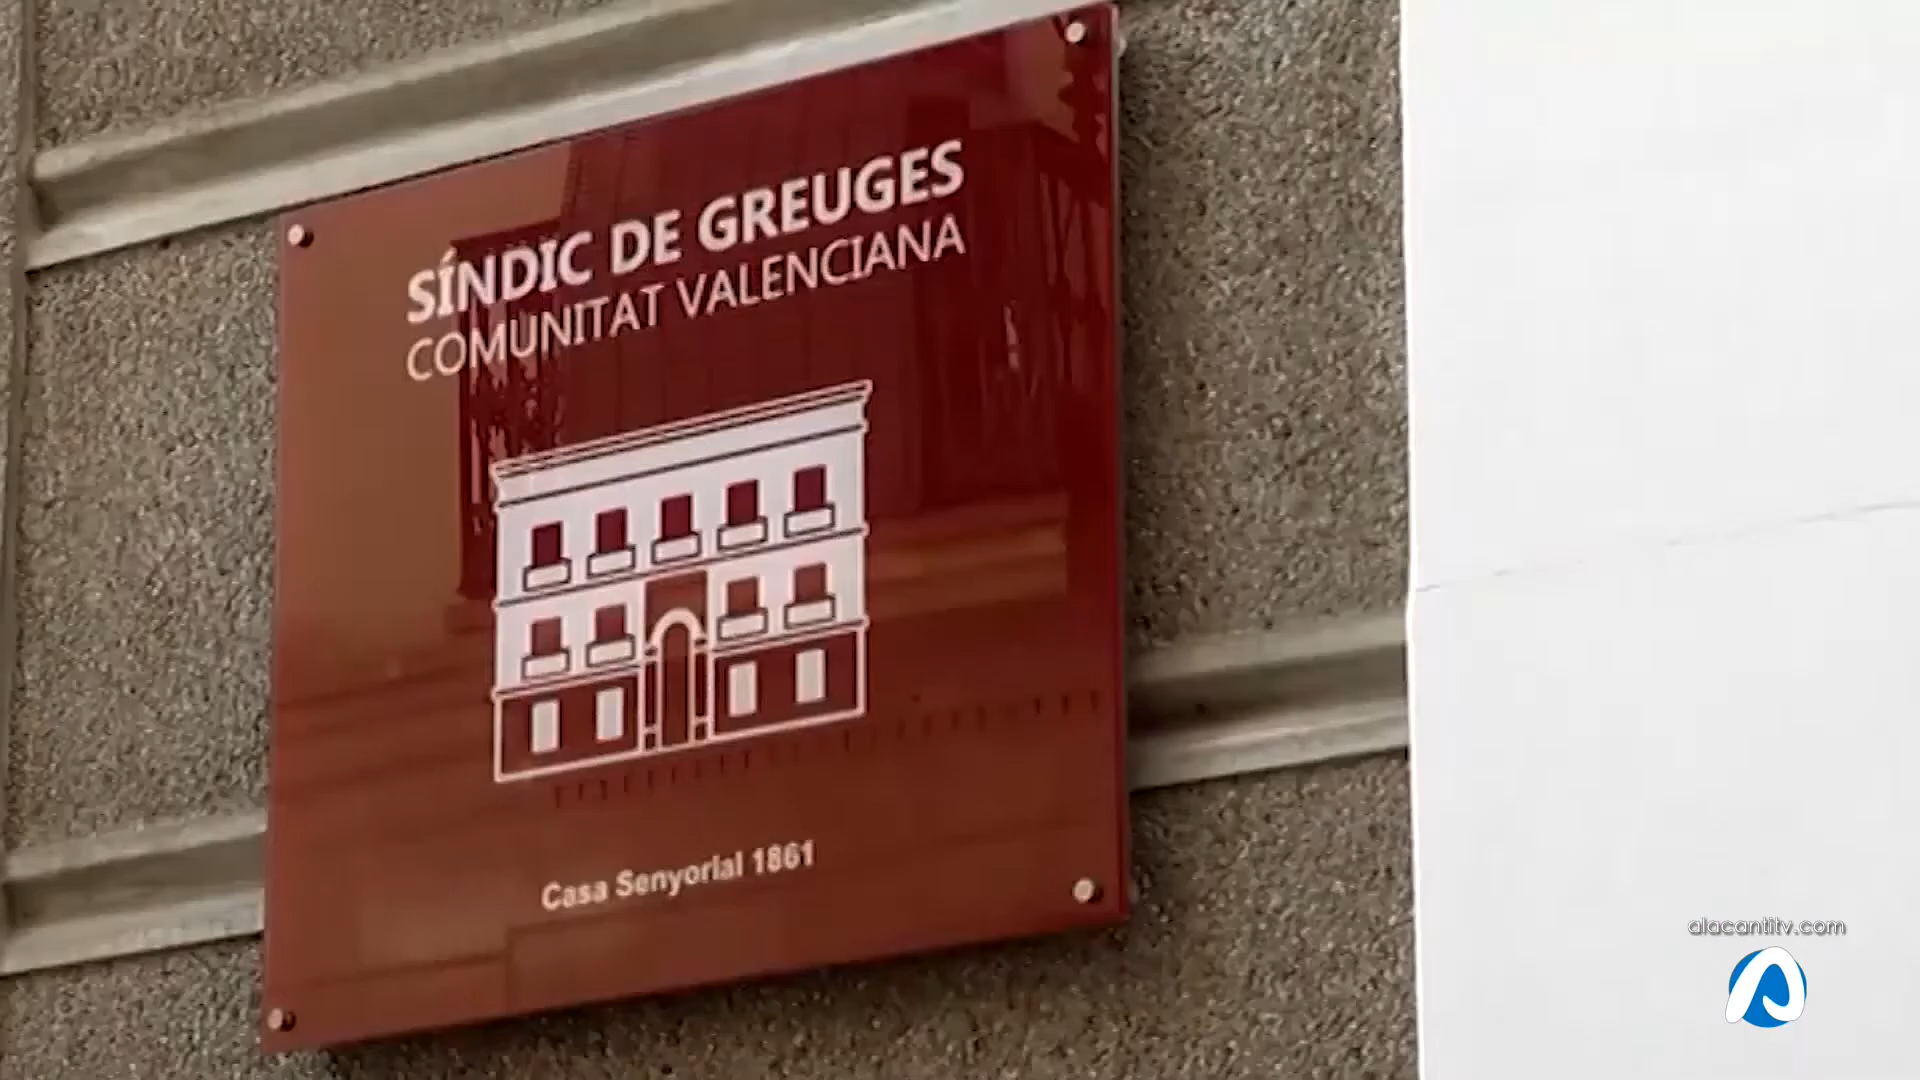 SÍNDIC DE GREUGES
COMUNITAT VALENCIANA
Casa Senyorial 1861
alacantitv.com